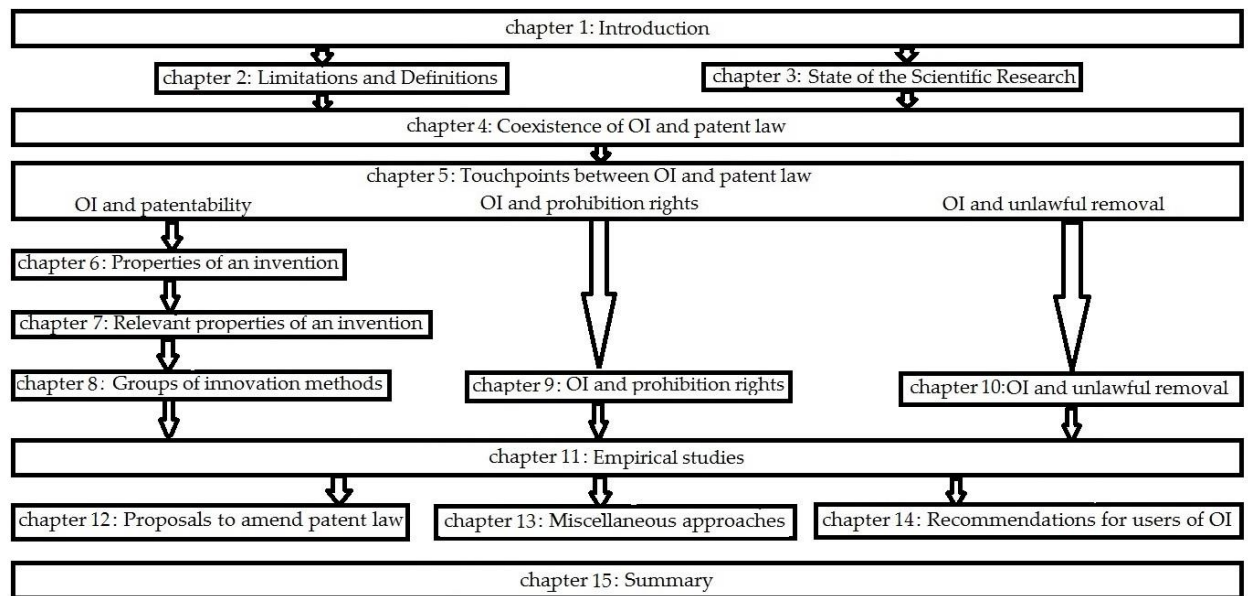 chapter 1: Introduction
chapter 2: Limitations and Definitions
chapter 3: State of the Scientific Research
chapter 4: Coexistence of OI and patent law
chapter 5: Touchpoints between OI and patent law
OI and patentability
OI and prohibition rights
OI and unlawful removal
chapter 6: Properties of an invention
chapter 7: Relevant properties of an invention
chapter 8: Groups of innovation methods
chapter 9: OI and prohibition rights
chapter 10:OI and unlawful removal
chapter 11: Empirical studies
chapter 12: Proposals to amend patent law
chapter 13: Miscellaneous approaches
chapter 14: Recommendations for users of OI
chapter 15: Summary